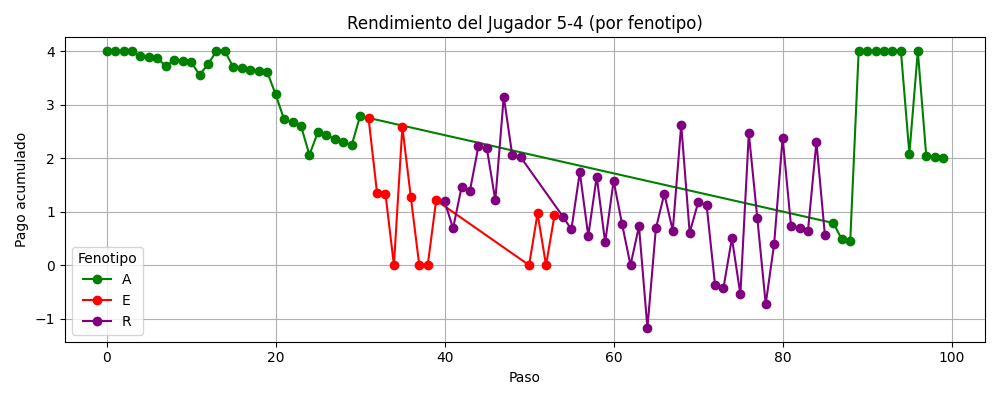 Rendimiento del Jugador 5-4 (por fenotipo)
Pago acumulado
4
3
2
1
0
−1
Fenotipo
A
E
R
0 20 40 60 80 100
Paso